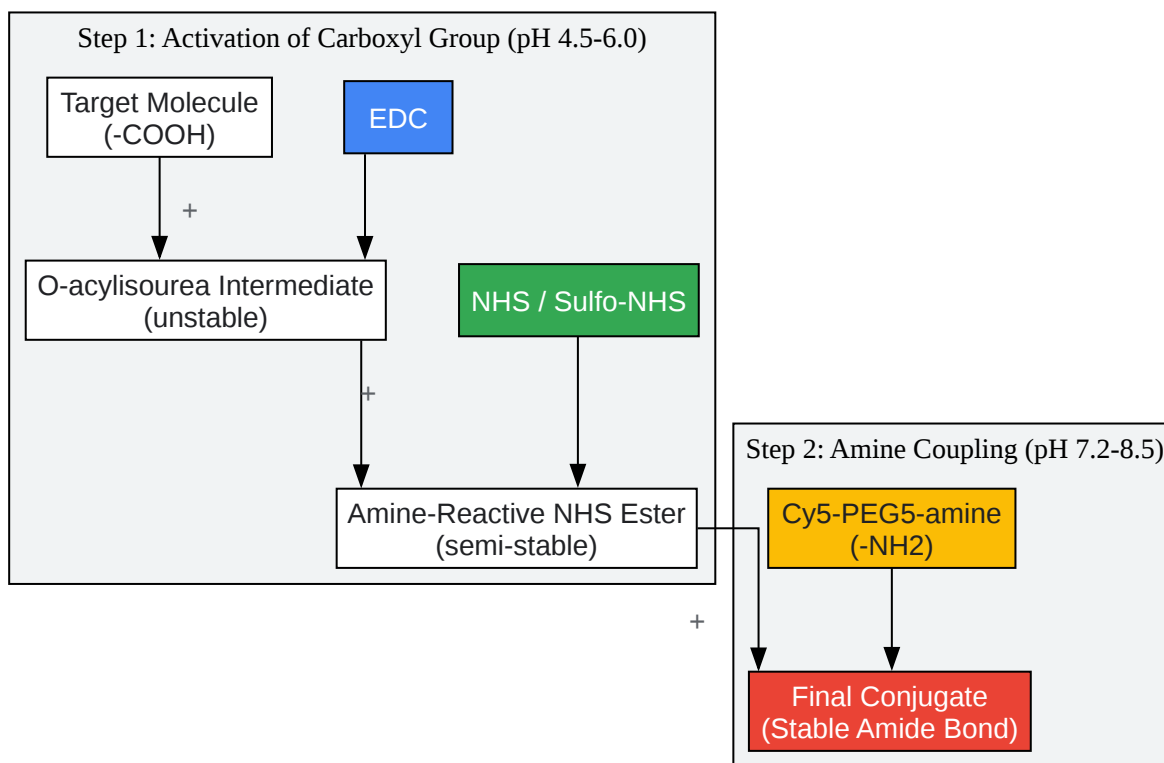 Step 1: Activation of Carboxyl Group (pH 4.5-6.0)
Target Molecule
(-COOH)
EDC
+
O-acylisourea Intermediate
(unstable)
NHS / Sulfo-NHS
+
Step 2: Amine Coupling (pH 7.2-8.5)
Amine-Reactive NHS Ester
(semi-stable)
Cy5-PEG5-amine
(-NH2)
+
Final Conjugate
(Stable Amide Bond)